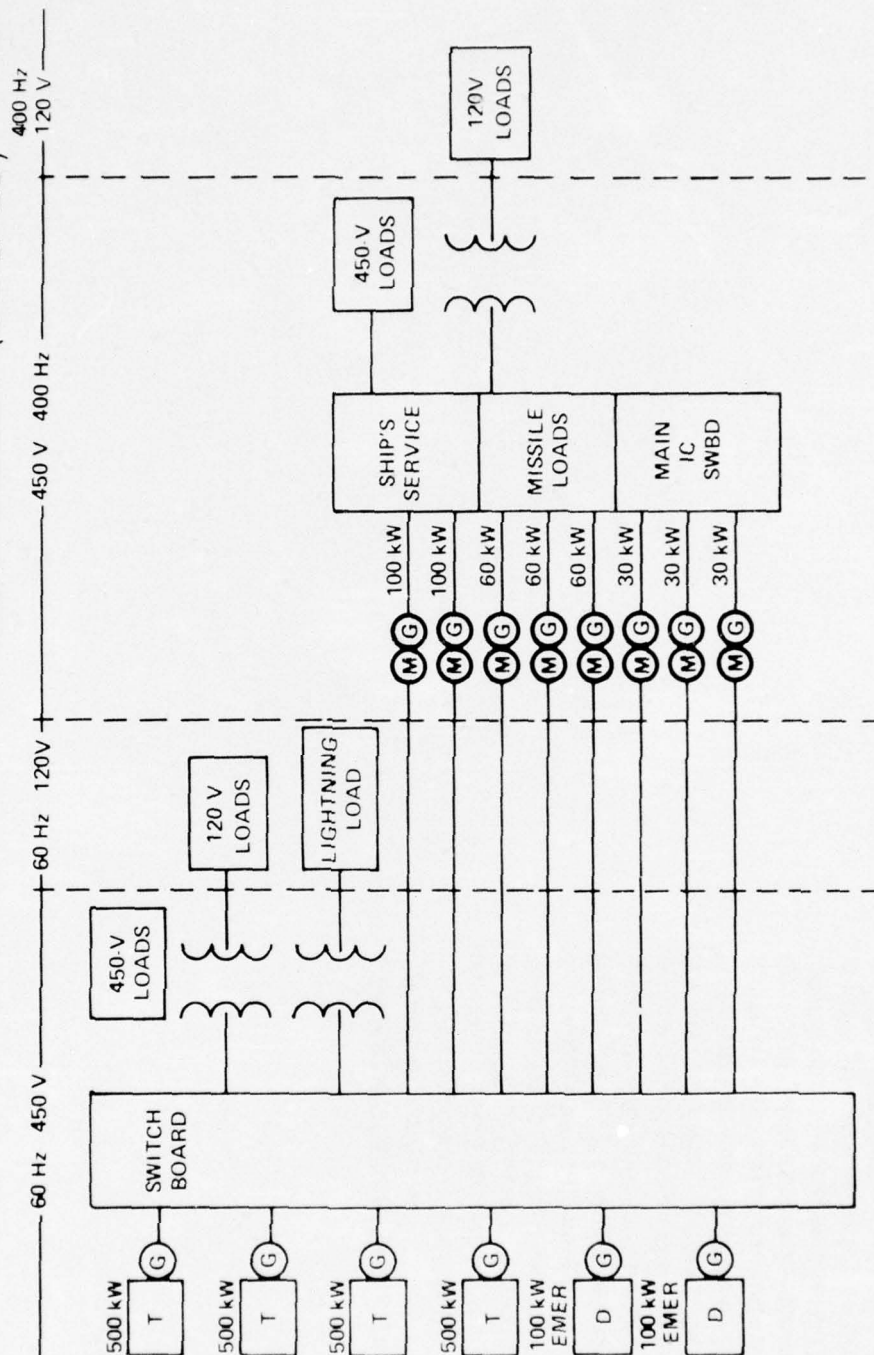 60 Hz 450 V
60 Hz 120V
450 V 400 Hz
400 Hz
120 V
500 kW
T
G
500 kW
T
G
500 kW
T
G
500 kW
T
G
100 kW
EMER
D
G
100 kW
EMER
D
G
SWITCH
BOARD
450-V
LOADS
120 V
LOADS
LIGHTNING
LOAD
M G
100 kW
M G
100 kW
M G
60 kW
M G
60 kW
M G
60 kW
M G
30 kW
M G
30 kW
M G
30 kW
SHIP'S
SERVICE
MISSILE
LOADS
MAIN
IC
SWBD
450-V
LOADS
120V
LOADS